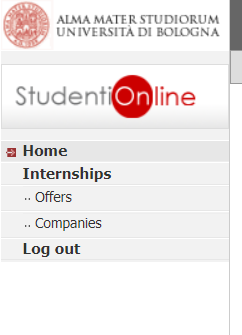 ALMA MATER STUDIORUM
UNIVERSITÀ DI BOLOGNA
StudentiOnline
Home
Internships
.. Offers
.. Companies
Log out